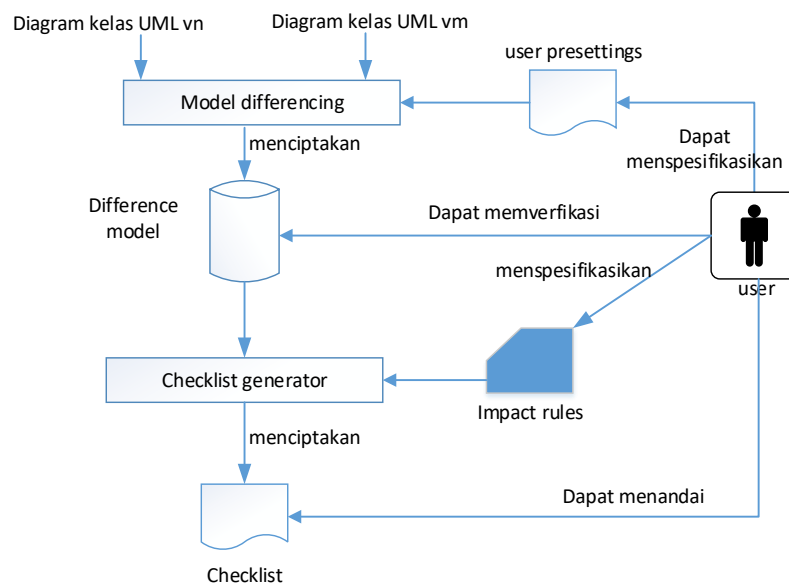 Diagram kelas UML vn
Diagram kelas UML vm
user presettings
Model differencing
menciptakan
Dapat
menspesifikasikan
Difference
model
Dapat memverfikasi
menspesifikasikan
user
Checklist generator
Impact rules
menciptakan
Dapat menandai
Checklist